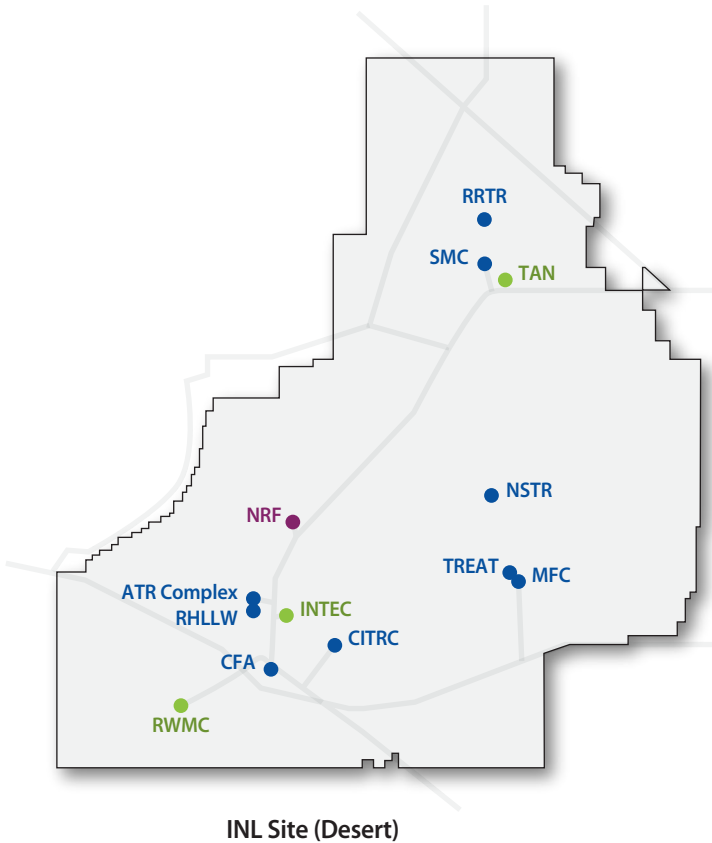 RRTR
SMC
TAN
NSTR
NRF
TREAT
MFC
ATR Complex
RHLLW
INTEC
CITRC
CFA
RWMC
INL Site (Desert)